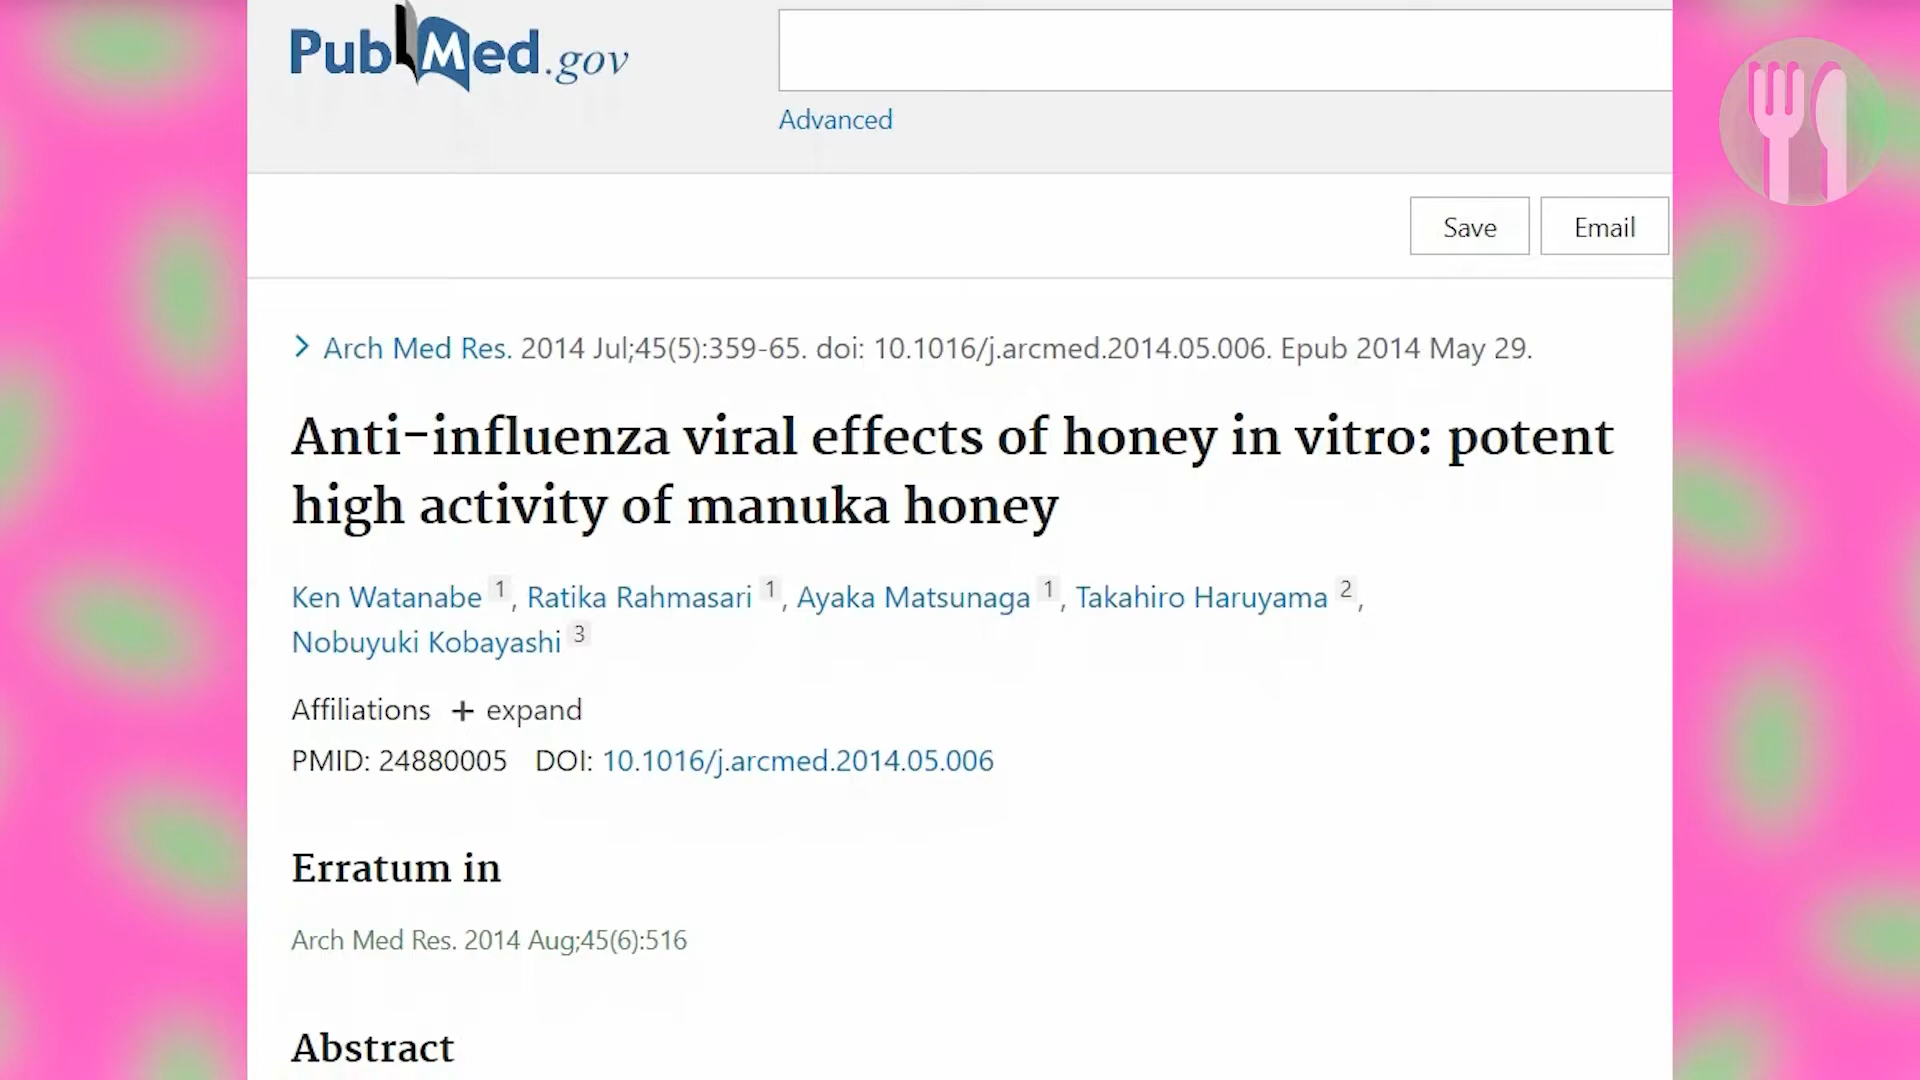 PubMed.gov
Advanced
Save Email
> Arch Med Res. 2014 Jul;45(5):359-65. doi: 10.1016/j.arcmed.2014.05.006. Epub 2014 May 29.
Anti-influenza viral effects of honey in vitro: potent
high activity of manuka honey
Ken Watanabe 1, Ratika Rahmasari 1, Ayaka Matsunaga 1, Takahiro Haruyama 2,
Nobuyuki Kobayashi 3
Affiliations + expand
PMID: 24880005 DOI: 10.1016/j.arcmed.2014.05.006
Erratum in
Arch Med Res. 2014 Aug;45(6):516
Abstract